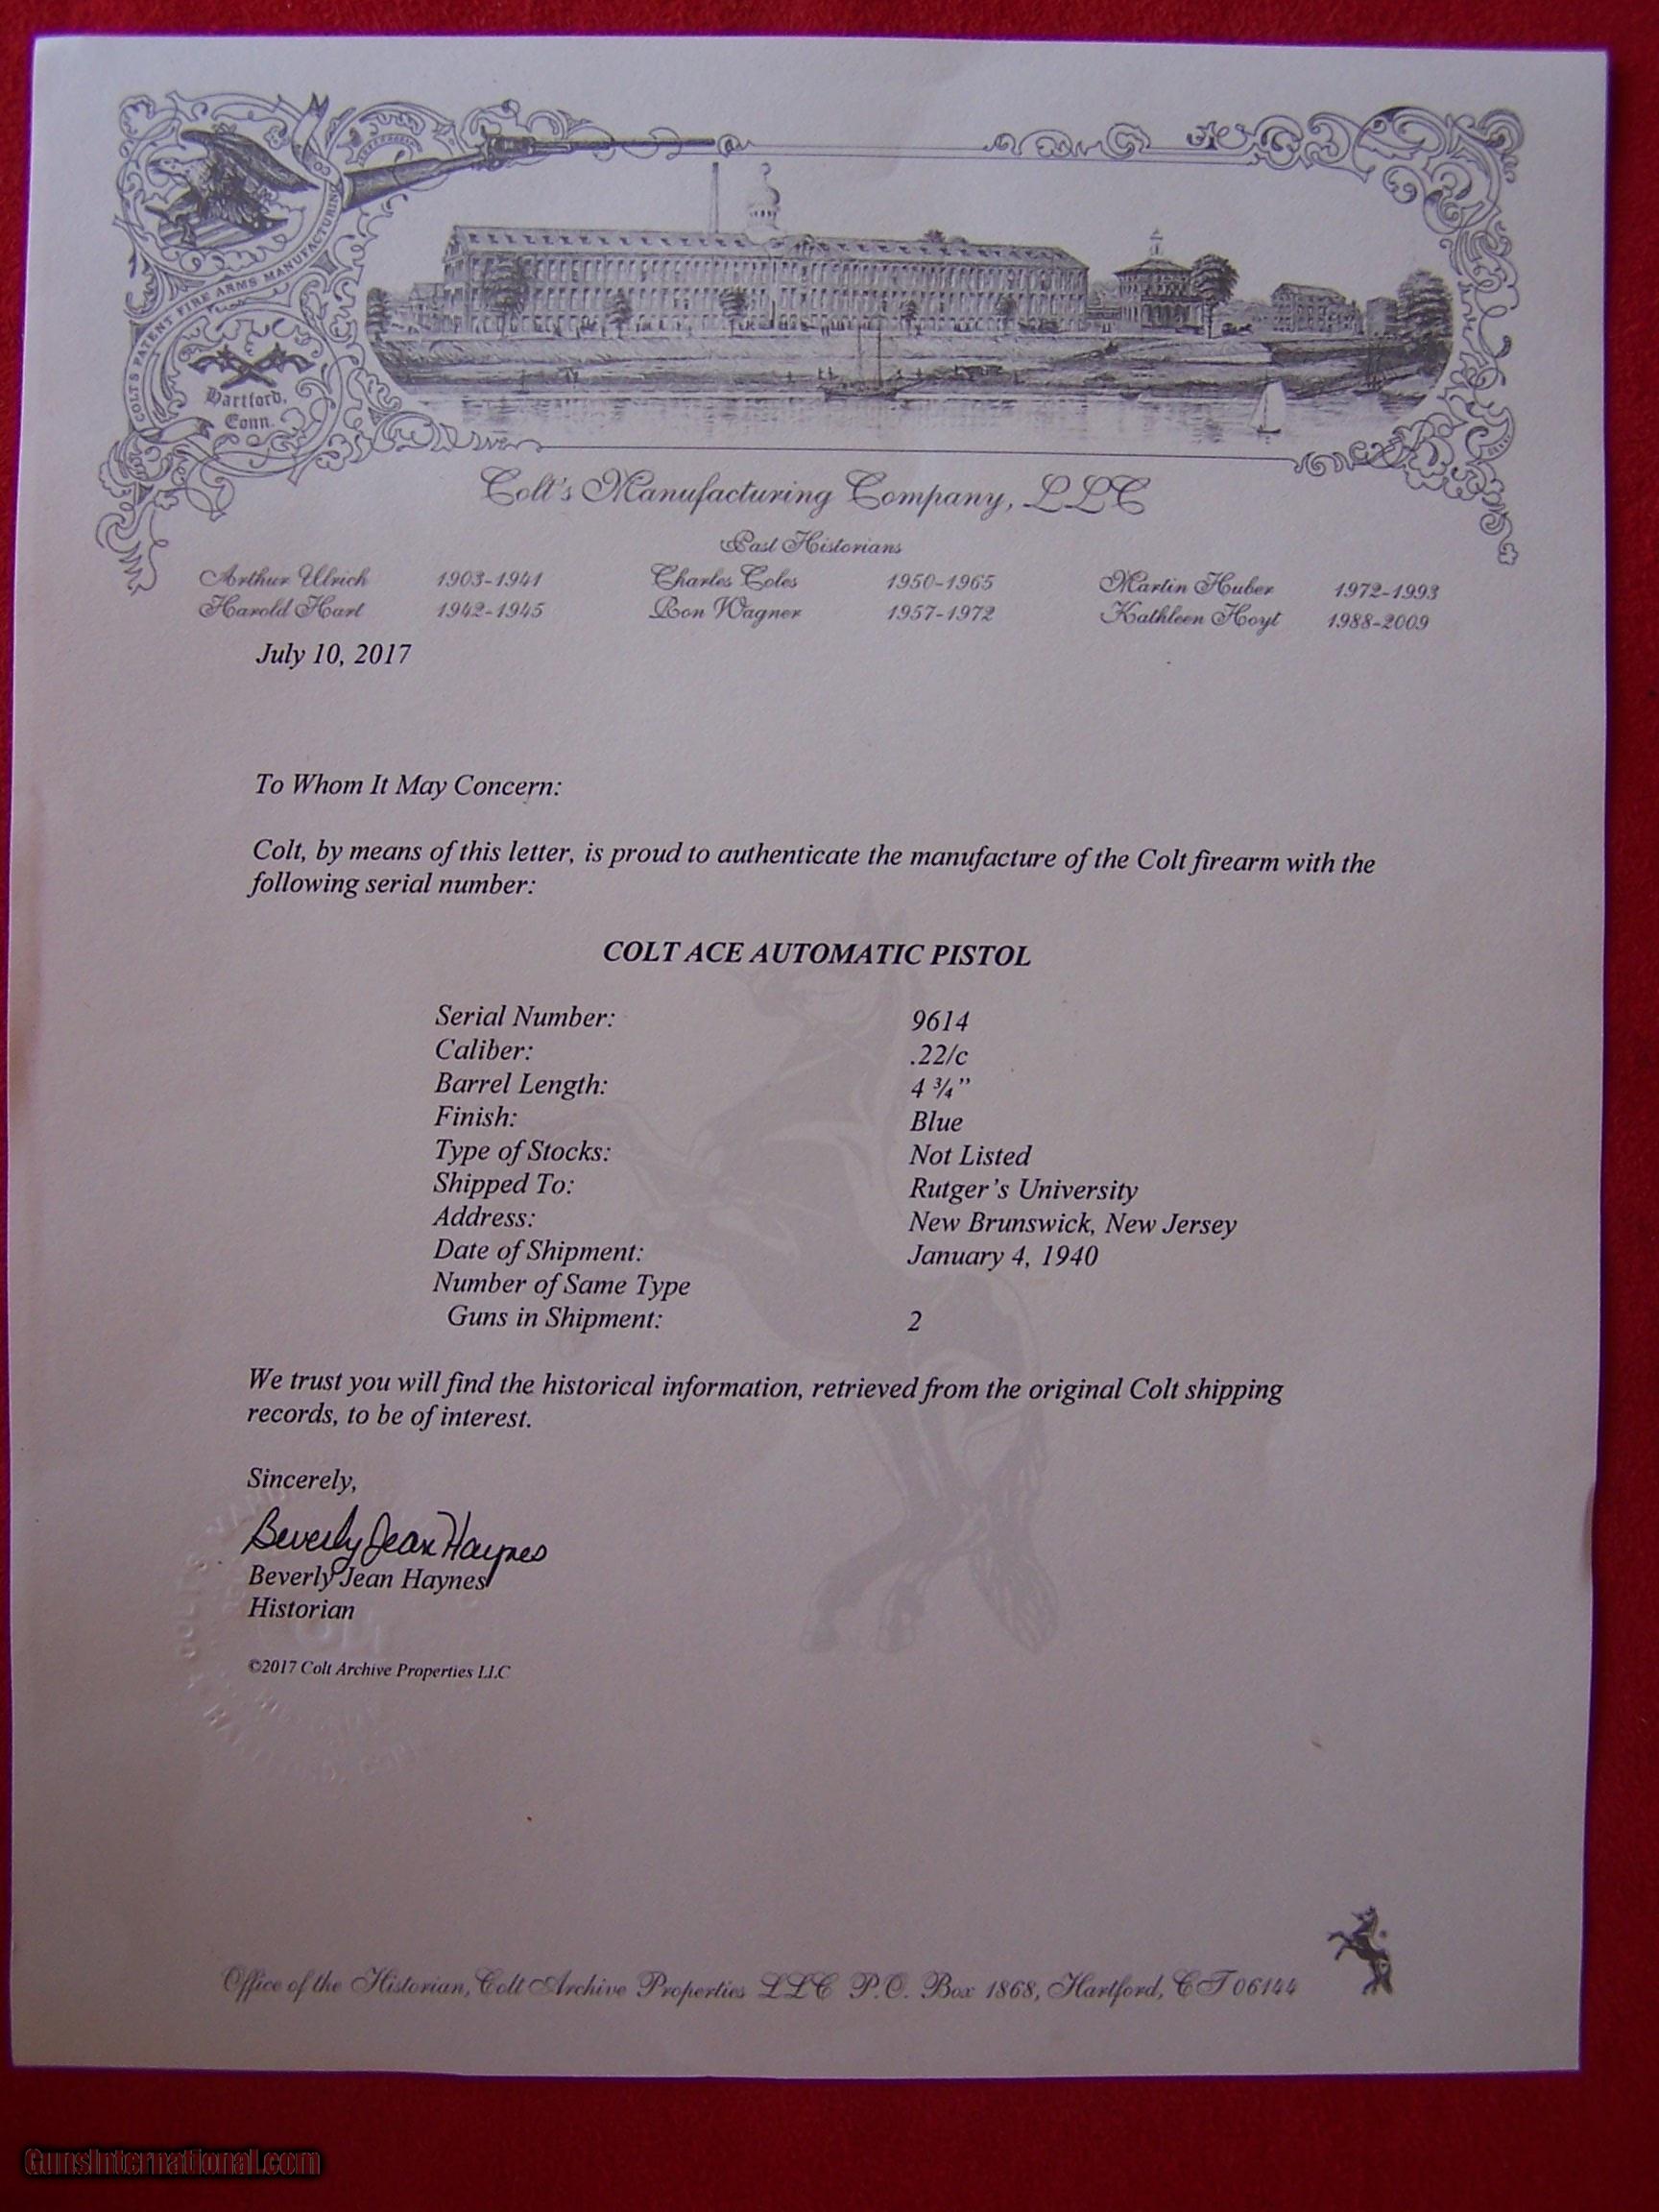 COLTS PATENT FIRE ARMS MANUFACTURING
Hartford,
Conn.
Colt's Manufacturing Company, LLC
Past Historians
Arthur Ulrich 1903-1941 Charles Coles 1950-1965 Martin Huber 1972-1993
Harold Hart 1942-1945 Ron Wagner 1957-1972 Kathleen Hoyt 1988-2009
July 10, 2017
To Whom It May Concern:
Colt, by means of this letter, is proud to authenticate the manufacture of the Colt firearm with the
following serial number:
COLT ACE AUTOMATIC PISTOL
Serial Number: 9614
Caliber: .22/c
Barrel Length: 4 ¾”
Finish: Blue
Type of Stocks: Not Listed
Shipped To: Rutger’s University
Address: New Brunswick, New Jersey
Date of Shipment: January 4, 1940
Number of Same Type
Guns in Shipment: 2
We trust you will find the historical information, retrieved from the original Colt shipping
records, to be of interest.
Sincerely,
Beverly Jean Haynes
Beverly Jean Haynes
Historian
©2017 Colt Archive Properties LLC
Office of the Historian, Colt Archive Properties LLC P.O. Box 1868, Hartford, CT 06144
GunsInternational.com